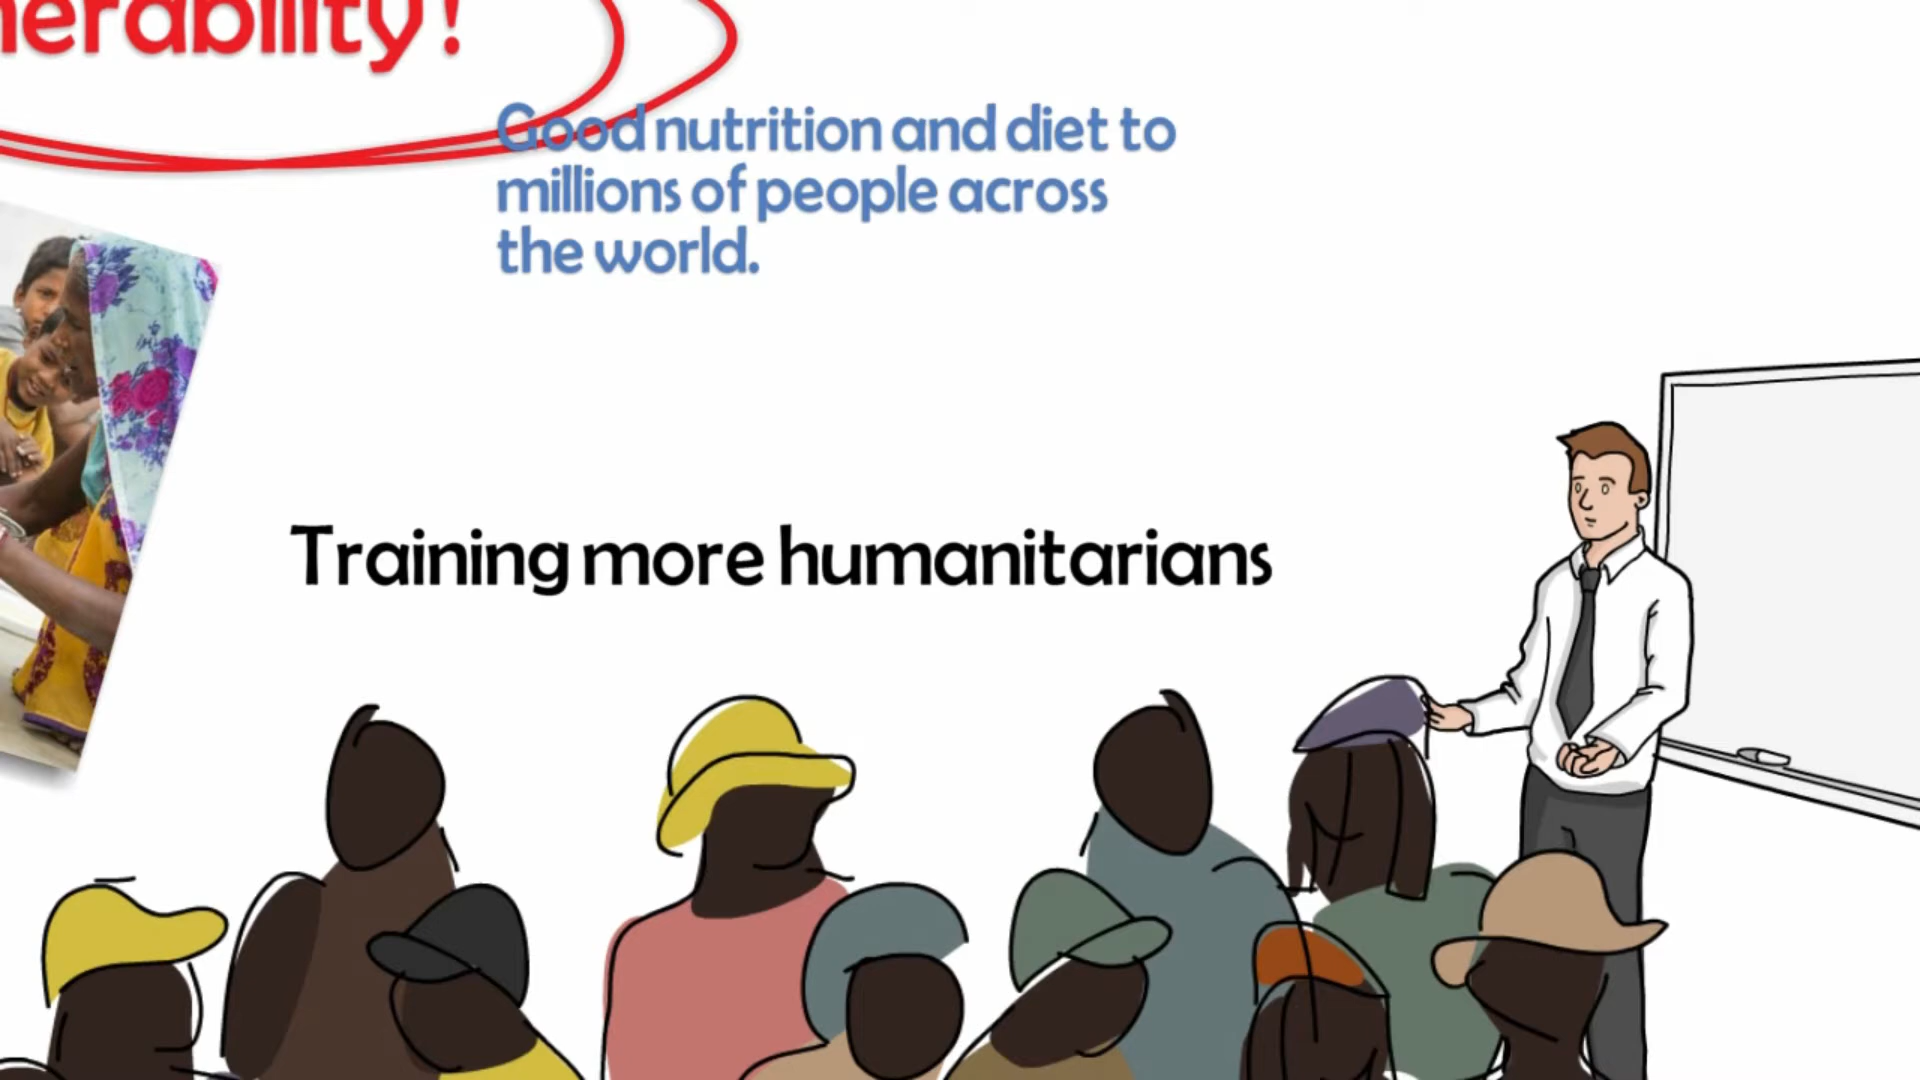 nerability!
Good nutrition and diet to
millions of people across
the world.
Training more humanitarians